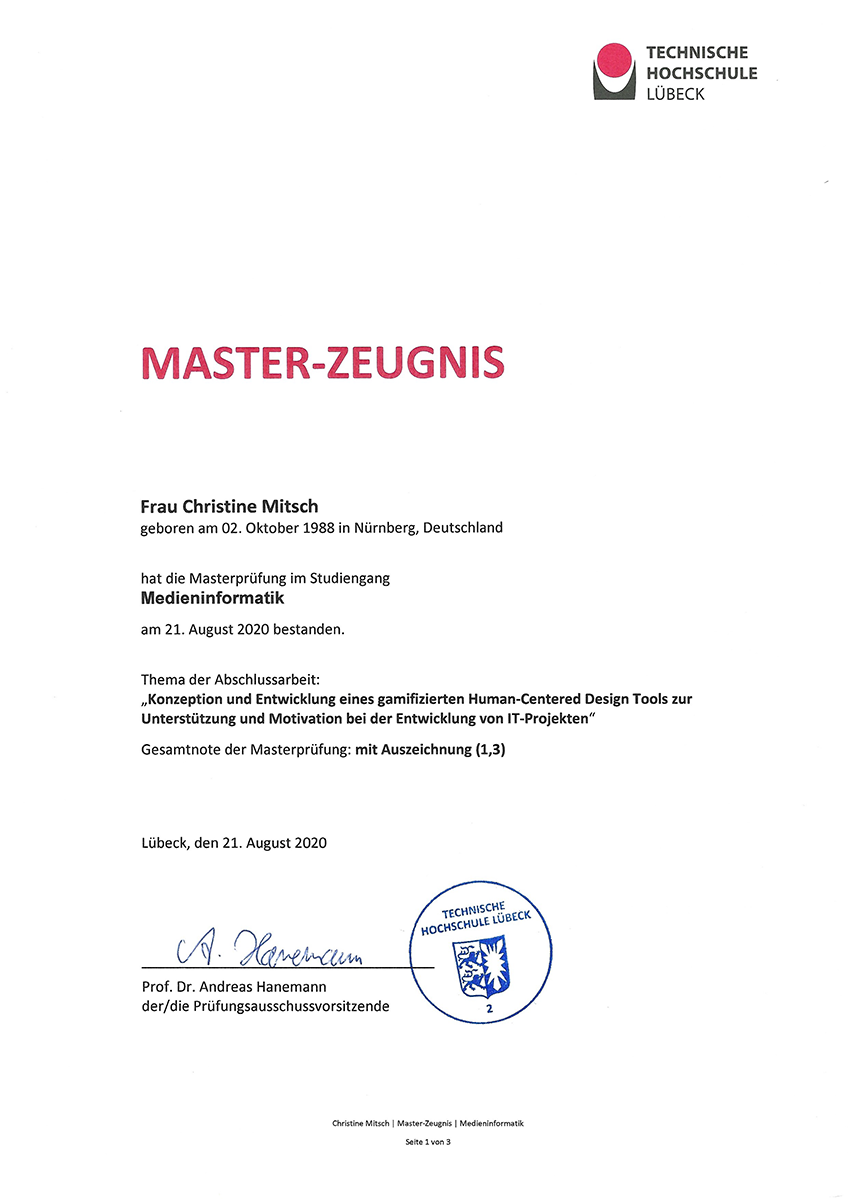 TECHNISCHE
HOCHSCHULE
LÜBECK
MASTER-ZEUGNIS
Frau Christine Mitsch
geboren am 02. Oktober 1988 in Nürnberg, Deutschland
hat die Masterprüfung im Studiengang
Medieninformatik
am 21. August 2020 bestanden.
Thema der Abschlussarbeit:
„Konzeption und Entwicklung eines gamifizierten Human-Centered Design Tools zur
Unterstützung und Motivation bei der Entwicklung von IT-Projekten“
Gesamtnote der Masterprüfung: mit Auszeichnung (1,3)
Lübeck, den 21. August 2020
A. Hanemann
TECHNISCHE
HOCHSCHULE LÜBECK
2
Prof. Dr. Andreas Hanemann
der/die Prüfungsausschussvorsitzende
Christine Mitsch | Master-Zeugnis | Medieninformatik
Seite 1 von 3